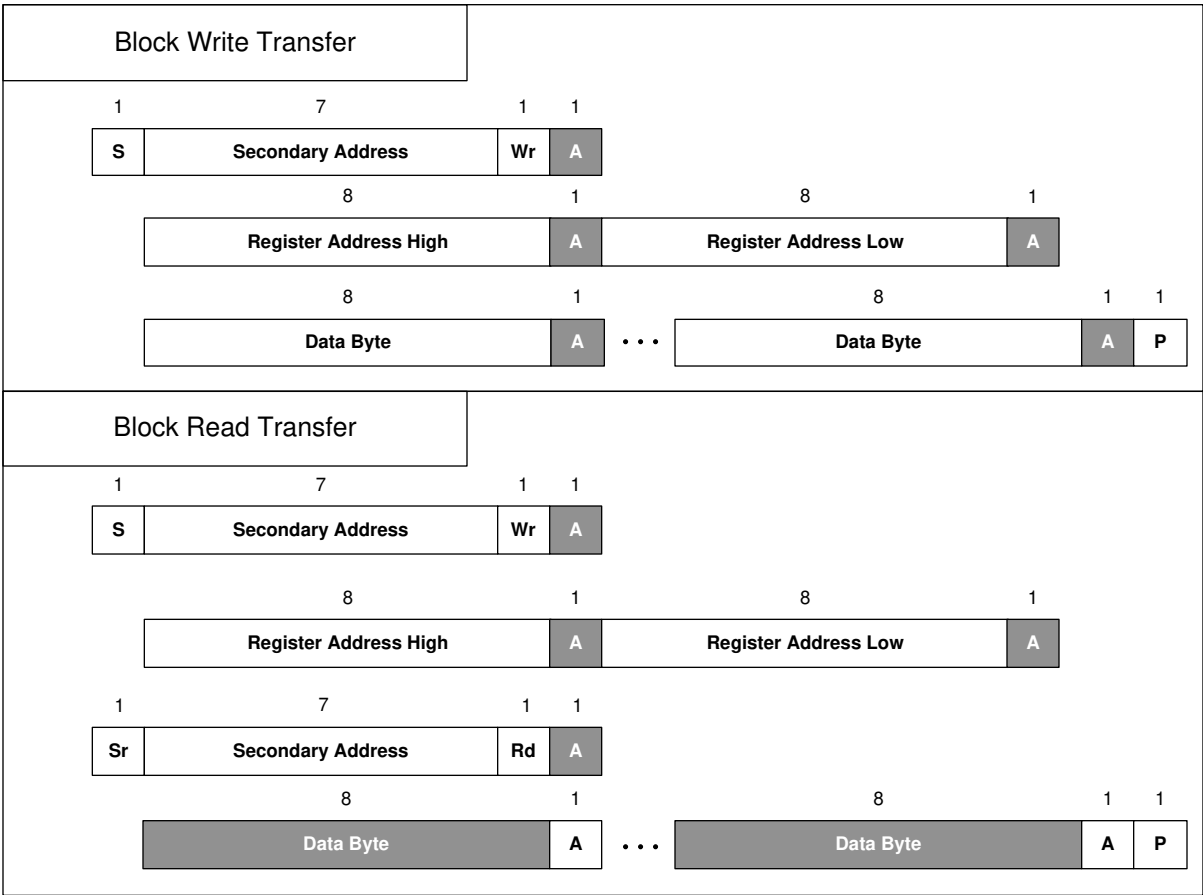 Block Write Transfer
1 7 1 1
S Secondary Address Wr A
8 1 8 1
Register Address High A Register Address Low A
8 1 8 1 1
Data Byte A . . . Data Byte A P
Block Read Transfer
1 7 1 1
S Secondary Address Wr A
8 1 8 1
Register Address High A Register Address Low A
1 7 1 1
Sr Secondary Address Rd A
8 1 8 1 1
Data Byte A . . . Data Byte A P